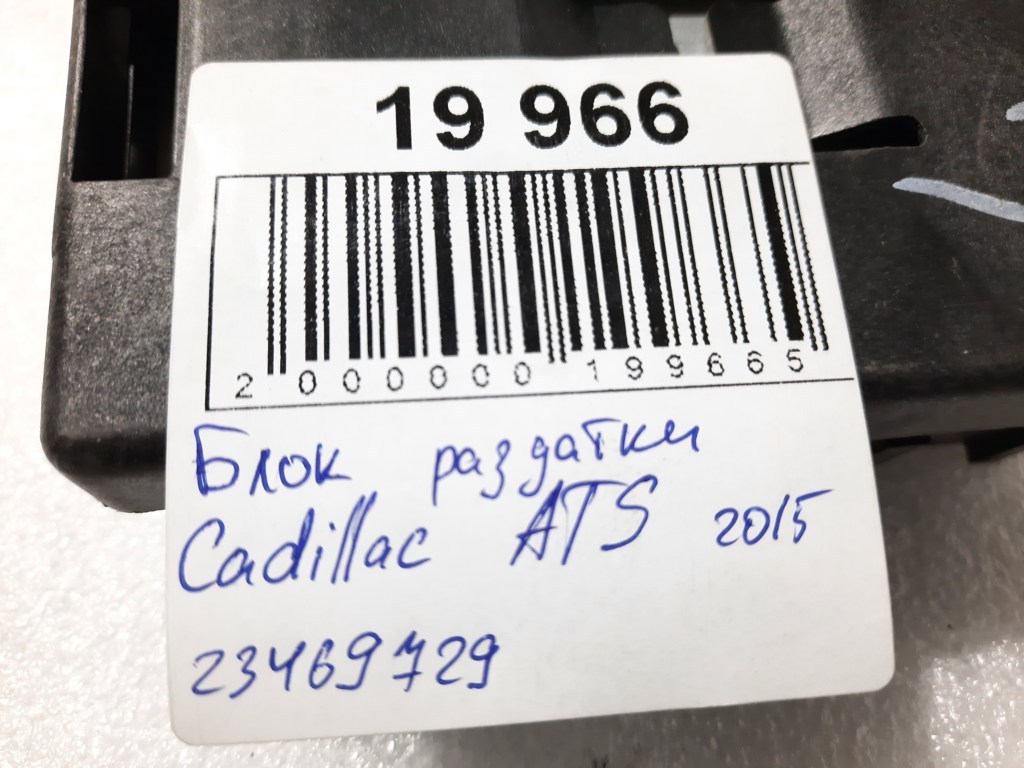 19 966
2 000000 199665
Блок раздатки
Cadillac ATS 2015
23469729